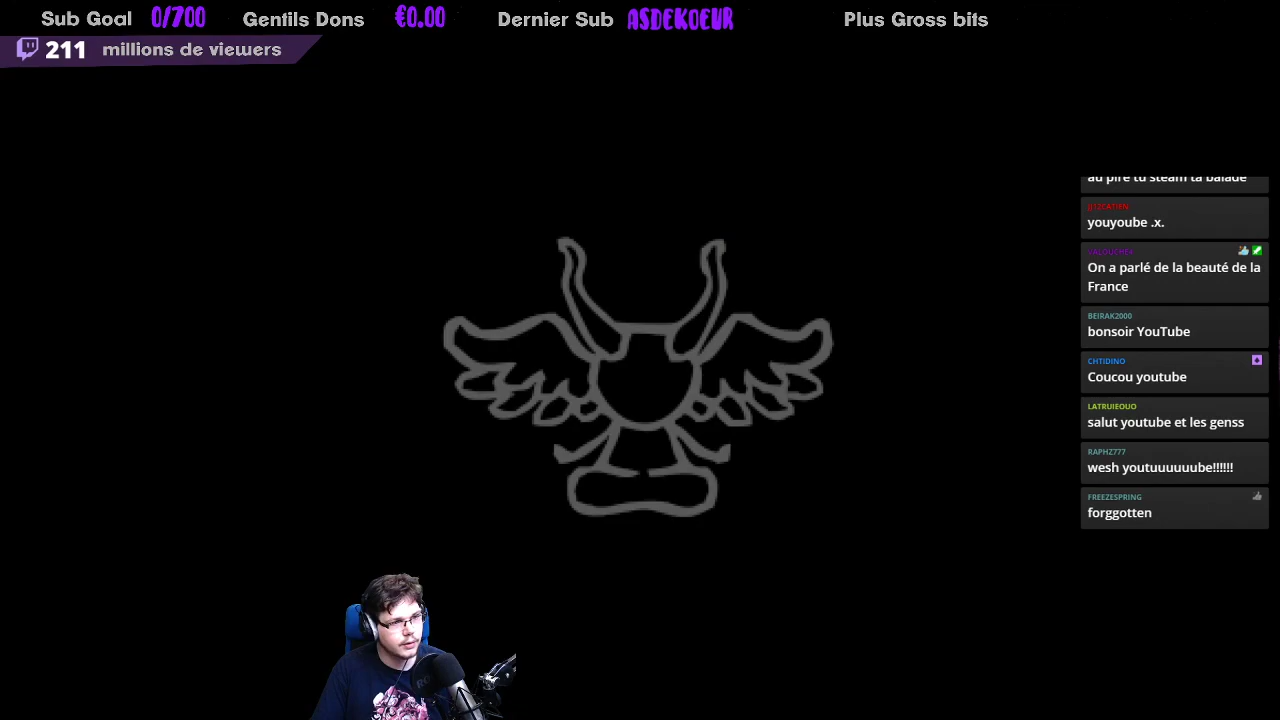 Sub Goal 0/700 Gentils Dons €0.00 Dernier Sub ASDEKOEUR Plus Gross bits
211 millions de viewers
au pire tu steam ta balade
JJ12CATIEN
youyoube .x.
VALOUCHE4
On a parlé de la beauté de la
France
BEIRAK2000
bonsoir YouTube
CHTIDINO
Coucou youtube
LATRUIEOUO
salut youtube et les genss
RAPHZ777
wesh youtuuuuuube!!!!!!
FREEZESPRING
forggotten